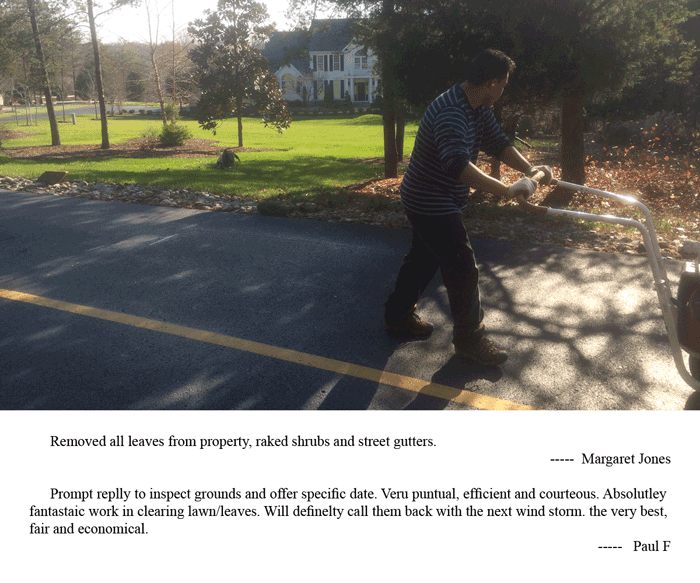 Removed all leaves from property, raked shrubs and street gutters.
----- Margaret Jones
Prompt replly to inspect grounds and offer specific date. Veru puntual, efficient and courteous. Absolutley
fantastaic work in clearing lawn/leaves. Will definelty call them back with the next wind storm. the very best,
fair and economical.
----- Paul F